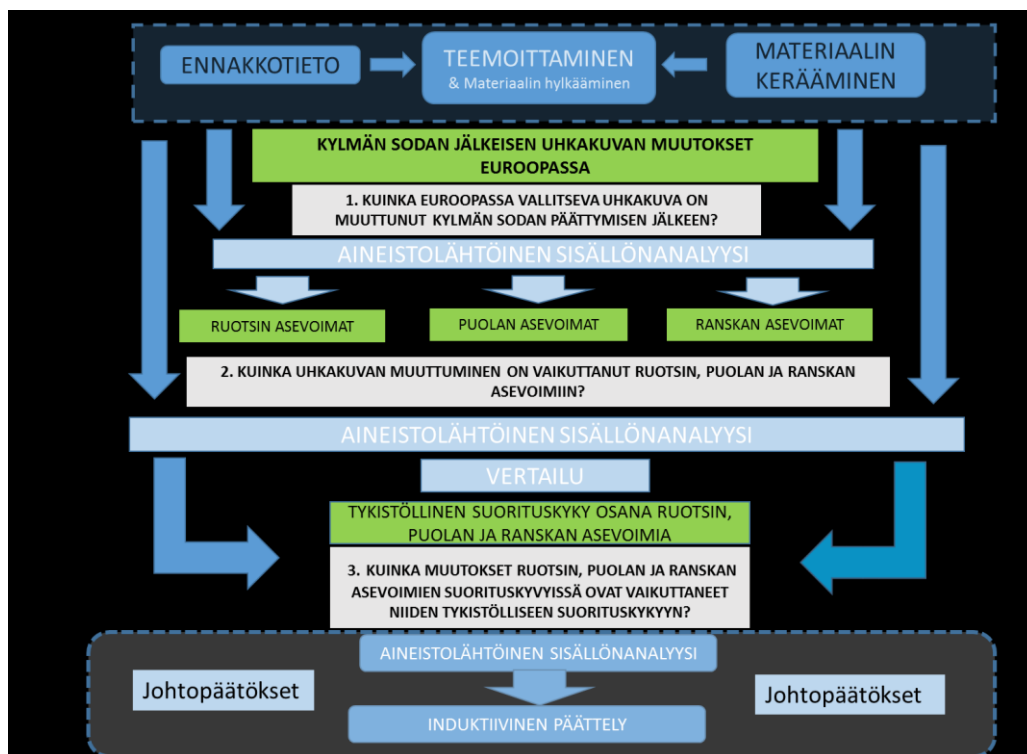 ENNAKKOTIETO
TEEMOITTAMINEN
& Materiaalin hylkääminen
MATERIAALIN
KERÄÄMINEN
KYLMÄN SODAN JÄLKEISEN UHKAKUVAN MUUTOKSET
EUROOPASSA
1. KUINKA EUROOPASSA VALLITSEVA UHKAKUVA ON
MUUTTUNUT KYLMÄN SODAN PÄÄTTYMISEN JÄLKEEN?
AINEISTOLÄHTÖINEN SISÄLLÖNANALYYSI
RUOTSIN ASEVOIMAT
PUOLAN ASEVOIMAT
RANSKAN ASEVOIMAT
2. KUINKA UHKAKUVAN MUUTTUMINEN ON VAIKUTTANUT RUOTSIN, PUOLAN JA RANSKAN
ASEVOIMIIN?
AINEISTOLÄHTÖINEN SISÄLLÖNANALYYSI
VERTAILU
TYKISTÖLLINEN SUORITUSKYKY OSANA RUOTSIN,
PUOLAN JA RANSKAN ASEVOIMIA
3. KUINKA MUUTOKSET RUOTSIN, PUOLAN JA RANSKAN
ASEVOIMIEN SUORITUSKYVYISSÄ OVAT VAIKUTTANEET
NIIDEN TYKISTÖLLISEEN SUORITUSKYKYYN?
AINEISTOLÄHTÖINEN SISÄLLÖNANALYYSI
Johtopäätökset
Johtopäätökset
INDUKTIIVINEN PÄÄTTELY